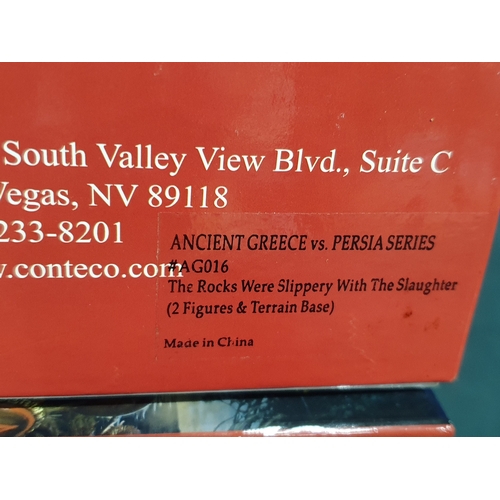 South Valley View Blvd., Suite C
Vegas, NV 89118
233-8201
.conteco.com
ANCIENT GREECE vs. PERSIA SERIES
#AG016
The Rocks Were Slippery With The Slaughter
(2 Figures & Terrain Base)
Made in China